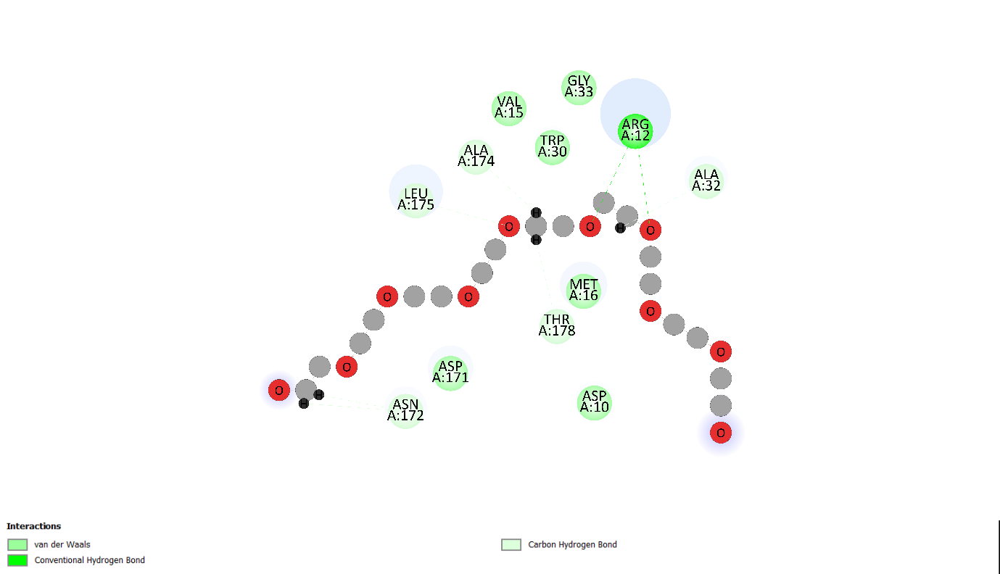 GLY
A:33
VAL
A:15
ARG
A:12
TRP
A:30
ALA
A:174
ALA
A:32
LEU
A:175
H
O
O
H
O
H
MET
A:16
O
O
O
THR
A:178
O
O
ASP
A:171
O
H
H
ASN
A:172
ASP
A:10
O
Interactions
van der Waals
Conventional Hydrogen Bond
Carbon Hydrogen Bond